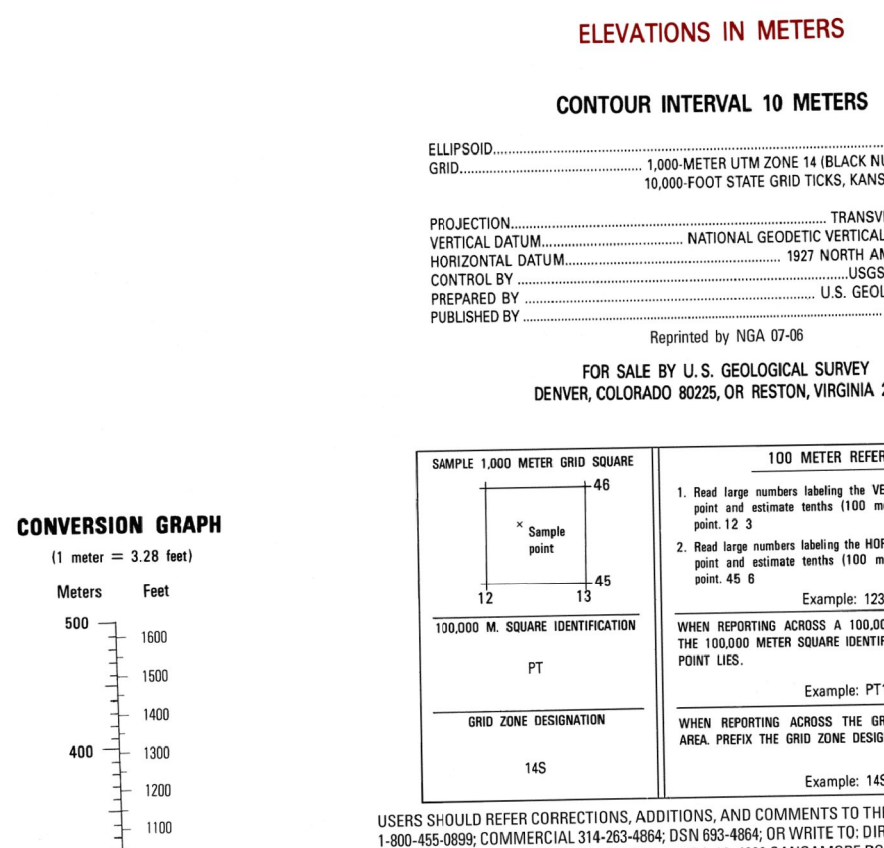 ELEVATIONS IN METERS
CONTOUR INTERVAL 10 METERS
ELLIPSOID
GRID 1,000-METER UTM ZONE 14 (BLACK
10,000-FOOT STATE GRID TICKS,
PROJECTION
VERTICAL DATUM NATIONAL GEODETIC VERTICAL
HORIZONTAL DATUM 1927 NORTH
CONTROL BY USGS
PREPARED BY U.S.
PUBLISHED BY
Reprinted by NGA 07-06
FOR SALE BY U.S. GEOLOGICAL SURVEY
DENVER, COLORADO 80225, OR RESTON, VIRGINIA
CONVERSION GRAPH
(1 meter = 3.28 feet)
Meters Feet
500
1600
1500
1400
400 1300
1200
1100
SAMPLE 1,000 METER GRID SQUARE
46
× Sample
point
45
12 13
100,000 M. SQUARE IDENTIFICATION
PT
GRID ZONE DESIGNATION
14S
100 METER
1. Read large numbers labeling the
point and estimate tenths (100
point. 12 3
2. Read large numbers labeling the
point and estimate tenths (100
point. 45 6
Example: 123
WHEN REPORTING ACROSS A
THE 100,000 METER SQUARE
POINT LIES.
Example:
WHEN REPORTING ACROSS THE
AREA. PREFIX THE GRID ZONE
Example:
USERS SHOULD REFER CORRECTIONS, ADDITIONS, AND COMMENTS TO
1-800-455-0899; COMMERCIAL 314-263-4864; DSN 693-4864; OR WRITE TO: